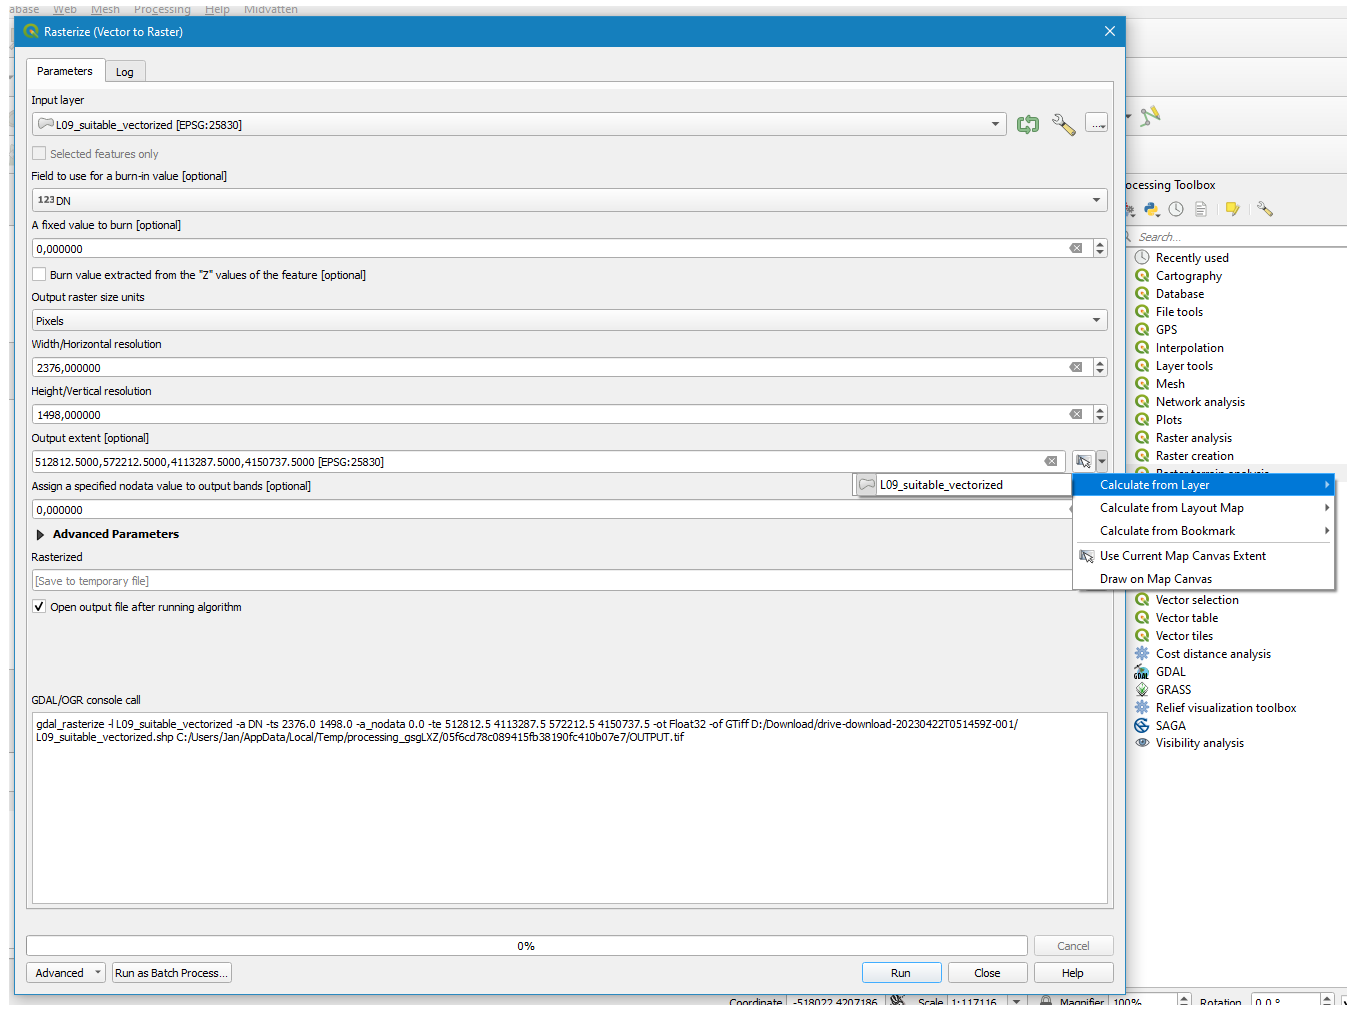 abase Web Mesh Processing Help Midvatten
Rasterize (Vector to Raster)
Parameters Log
Input layer
L09_suitable_vectorized [EPSG:25830]
...
Selected features only
Field to use for a burn-in value [optional]
123 DN
A fixed value to burn [optional]
0,000000
Burn value extracted from the "Z" values of the feature [optional]
Output raster size units
Pixels
Width/Horizontal resolution
2376,000000
Height/Vertical resolution
1498,000000
Output extent [optional]
512812.5000,572212.5000,4113287.5000,4150737.5000 [EPSG:25830]
Assign a specified nodata value to output bands [optional]
0,000000
Advanced Parameters
Rasterized
[Save to temporary file]
Open output file after running algorithm
GDAL/OGR console call
gdal_rasterize -l L09_suitable_vectorized -a DN -ts 2376.0 1498.0 -a_nodata 0.0 -te 512812.5 4113287.5 572212.5 4150737.5 -ot Float32 -of GTiff D:/Download/drive-download-20230422T051459Z-001/
L09_suitable_vectorized.shp C:/Users/Jan/AppData/Local/Temp/processing_gsgLXZ/05f6cd78c089415fb38190fc410b07e7/OUTPUT.tif
0%
Cancel
Advanced
Run as Batch Process...
Run
Close
Help
L09_suitable_vectorized
Calculate from Layer
Calculate from Layout Map
Calculate from Bookmark
Use Current Map Canvas Extent
Draw on Map Canvas
ocessing Toolbox
Search...
Recently used
Cartography
Database
File tools
GPS
Interpolation
Layer tools
Mesh
Network analysis
Plots
Raster analysis
Raster creation
Raster terrain analysis
Vector selection
Vector table
Vector tiles
Cost distance analysis
GDAL
GRASS
Relief visualization toolbox
SAGA
Visibility analysis
Coordinate -518022 4207186 Scale 1:117116 Magnifier 100% Rotation 0,0 °